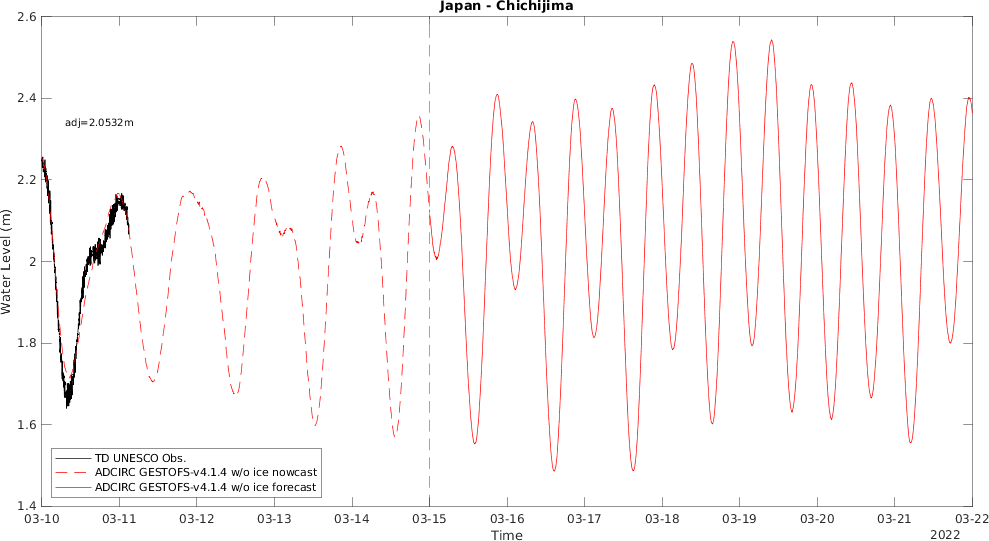 Japan - Chichijima
2.6
2.4
adj=2.0532m
2.2
2
1.8
1.6
1.4
Water Level (m)
TD UNESCO Obs.
ADCIRC GESTOFS-v4.1.4 w/o ice nowcast
ADCIRC GESTOFS-v4.1.4 w/o ice forecast
03-10 03-11 03-12 03-13 03-14 03-15 03-16 03-17 03-18 03-19 03-20 03-21 03-22
Time
2022